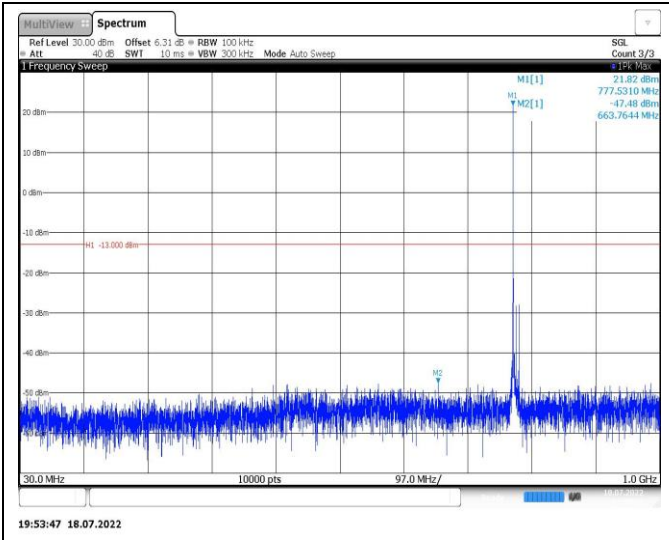 MultiView Spectrum
Ref Level 30.00 dBm Offset 6.31 dB RBW 100 kHz SGL
Att 40 dB SWT 10 ms VBW 300 kHz Mode Auto Sweep Count 3/3
1 Frequency Sweep 1Pk Max
M1[1] 21.82 dBm
777.5310 MHz
M1
M2[1] -47.48 dBm
663.7644 MHz
20 dBm
10 dBm
0 dBm
-10 dBm
H1 -13.000 dBm
-20 dBm
-30 dBm
-40 dBm
M2
-50 dBm
30.0 MHz 10000 pts 97.0 MHz/ 1.0 GHz
19:53:47 18.07.2022